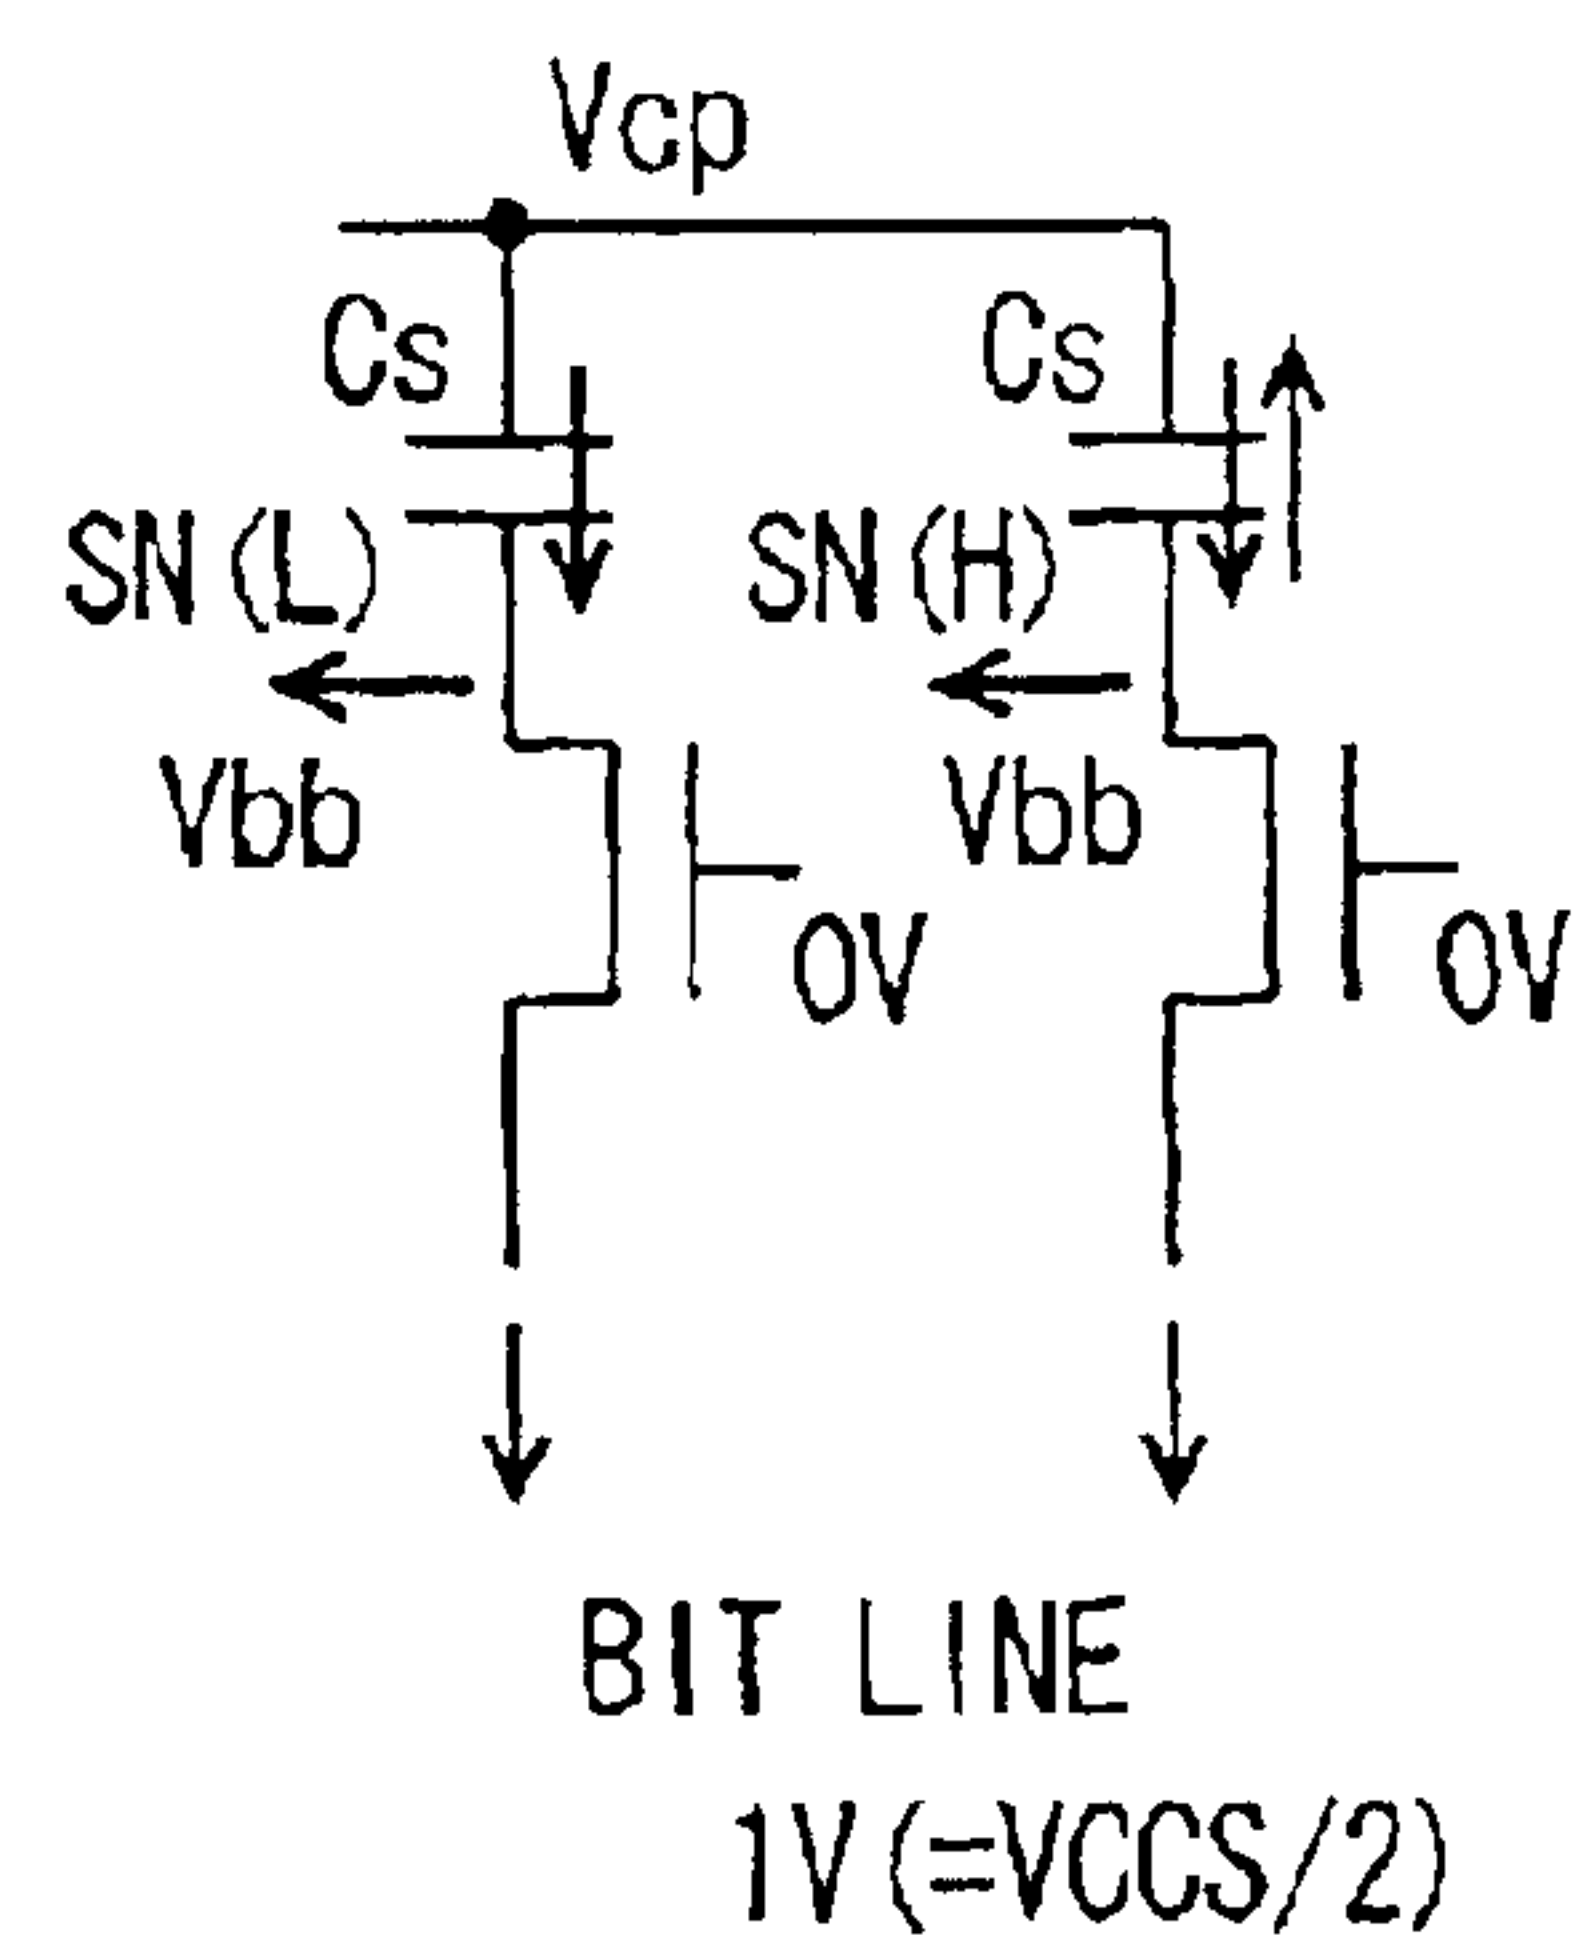 Vcp
Cs Cs
SN(L) SN(H)
Vbb Vbb
0V 0V
BIT LINE
1V(=VCCS/2)